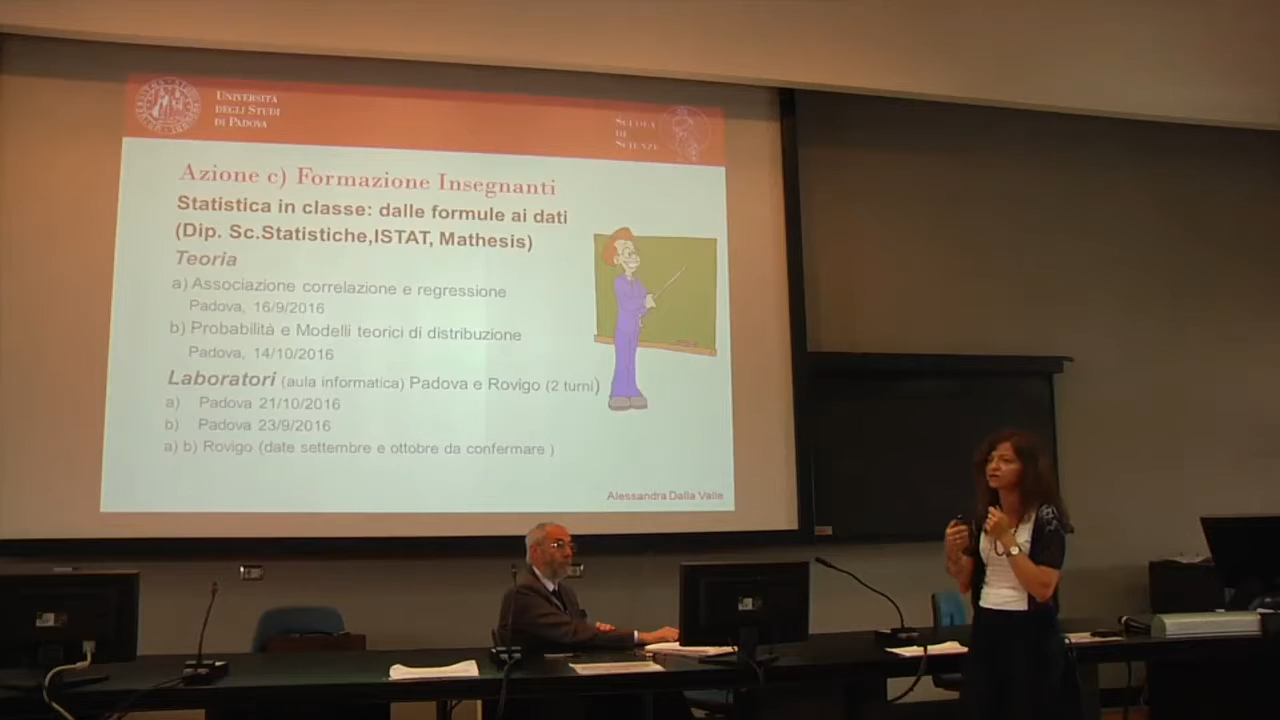 UNIVERSITÀ
DEGLI STUDI
DI PADOVA
SCUOLA
DI
SCIENZE
Azione c) Formazione Insegnanti
Statistica in classe: dalle formule ai dati
(Dip. Sc.Statistiche,ISTAT, Mathesis)
Teoria
a) Associazione correlazione e regressione
Padova, 16/9/2016
b) Probabilità e Modelli teorici di distribuzione
Padova, 14/10/2016
Laboratori (aula informatica) Padova e Rovigo (2 turni)
a) Padova 21/10/2016
b) Padova 23/9/2016
a) b) Rovigo (date settembre e ottobre da confermare )
Alessandra Dalla Valle